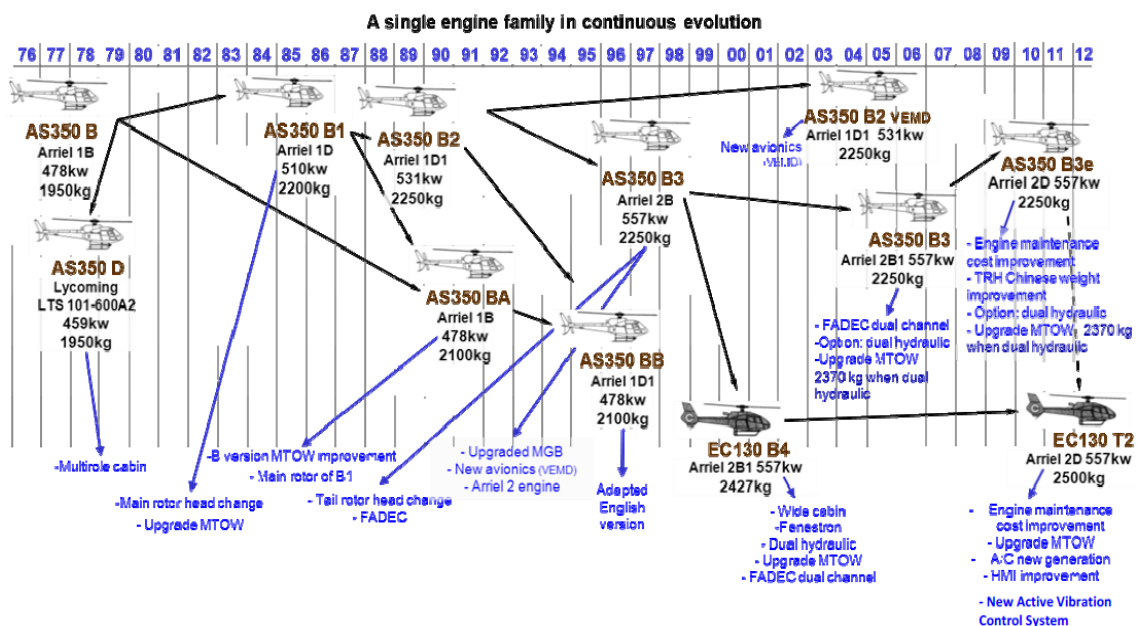 A single engine family in continuous evolution
76 77 78 79 80 81 82 83 84 85 86 87 88 89 90 91 92 93 94 95 96 97 98 99 00 01 02 03 04 05 06 07 08 09 10 11 12
AS350 B
Arriel 1B
478kw
1950kg
AS350 D
Lycoming
LTS 101-600A2
459kw
1950kg
-Multirole cabin
AS350 B1
Arriel 1D
510kw
2200kg
-Main rotor head change
- Upgrade MTOW
AS350 B2
Arriel 1D1
531kw
2250kg
AS350 BA
Arriel 1B
478kw
2100kg
-B version MTOW improvement
- Main rotor of B1
- Tail rotor head change
- FADEC
- Upgraded MGB
- New avionics (VEMD)
- Arriel 2 engine
AS350 B3
Arriel 2B
557kw
2250kg
AS350 BB
Arriel 1D1
478kw
2100kg
Adapted
English
version
AS350 B2 VEMD
Arriel 1D1 531kw
2250kg
New avionics
AS350 B3
Arriel 2B1 557kw
2250kg
- FADEC dual channel
-Option: dual hydraulic
-Upgrade MTOW
2370 kg when dual
hydraulic
AS350 B3e
Arriel 2D 557kw
2250kg
- Engine maintenance
cost improvement
- TRH Chinese weight
improvement
- Option: dual hydraulic
- Upgrade MTOW 2370 kg
when dual hydraulic
EC130 B4
Arriel 2B1 557kw
2427kg
- Wide cabin
-Fenestron
- Dual hydraulic
- Upgrade MTOW
- FADEC dual channel
EC130 T2
Arriel 2D 557kw
2500kg
- Engine maintenance
cost improvement
- Upgrade MTOW
- A/C new generation
- HMI improvement
- New Active Vibration
Control System